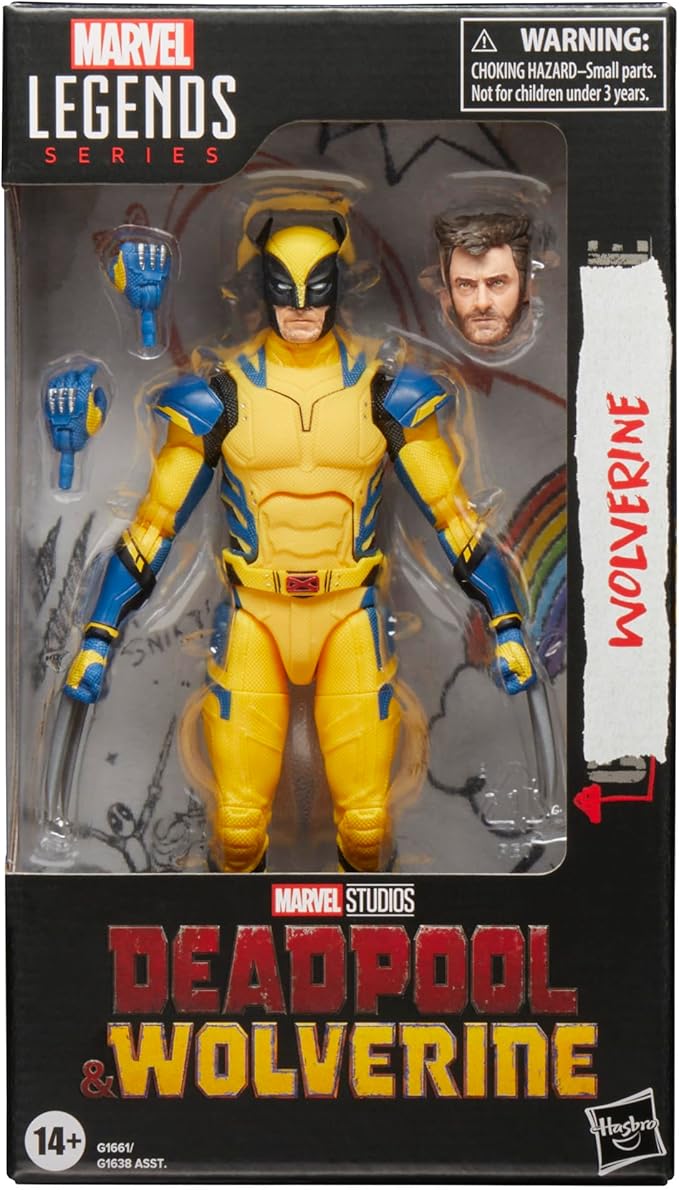 MARVEL
LEGENDS
SERIES
WARNING:
CHOKING HAZARD–Small parts.
Not for children under 3 years.
WOLVERINE
SNIKT!
MARVEL STUDIOS
DEADPOOL
& WOLVERINE
14+
G1661/
G1638 ASST.
Hasbro